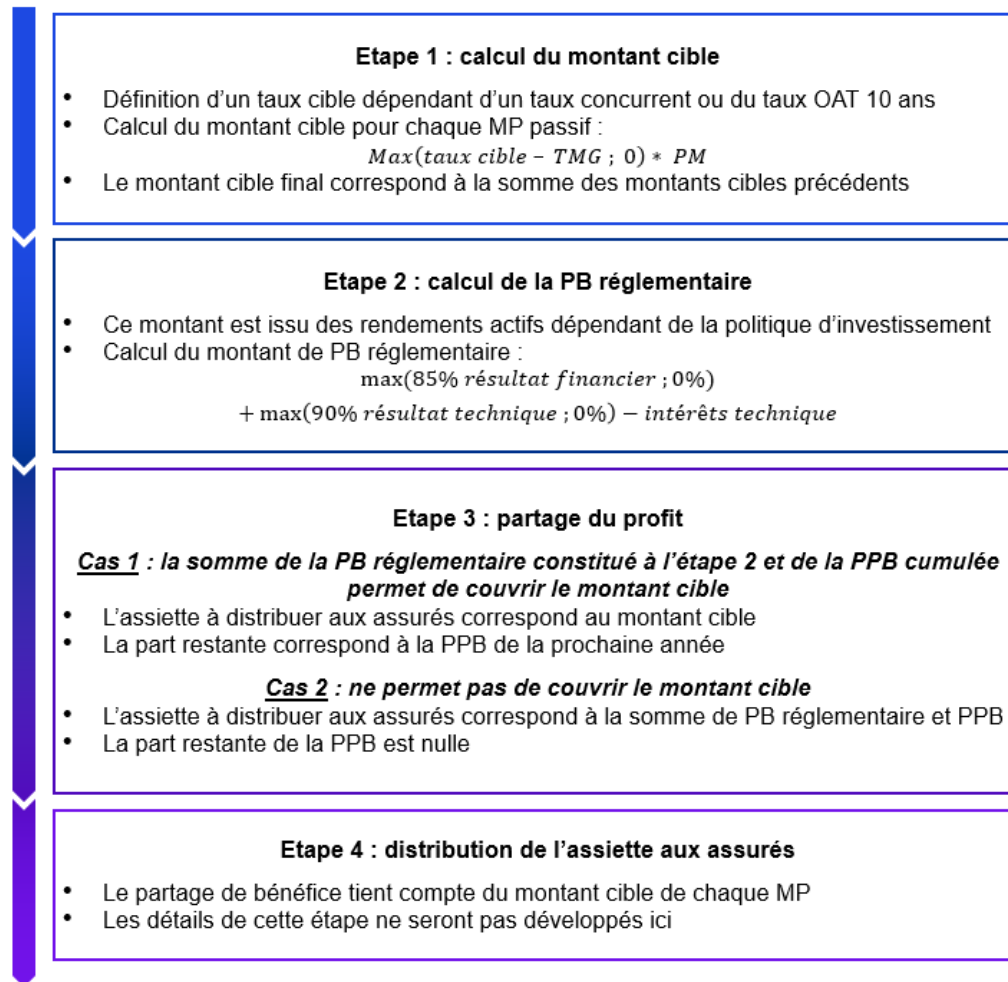 Etape 1 : calcul du montant cible
• Définition d’un taux cible dépendant d’un taux concurrent ou du taux OAT 10 ans
• Calcul du montant cible pour chaque MP passif :
Max(taux cible – TMG ; 0) * PM
• Le montant cible final correspond à la somme des montants cibles précédents
Etape 2 : calcul de la PB réglementaire
• Ce montant est issu des rendements actifs dépendant de la politique d’investissement
• Calcul du montant de PB réglementaire :
max(85% résultat financier ; 0%)
+ max(90% résultat technique ; 0%) – intérêts technique
Etape 3 : partage du profit
Cas 1 : la somme de la PB réglementaire constitué à l’étape 2 et de la PPB cumulée
permet de couvrir le montant cible
• L’assiette à distribuer aux assurés correspond au montant cible
• La part restante correspond à la PPB de la prochaine année
Cas 2 : ne permet pas de couvrir le montant cible
• L’assiette à distribuer aux assurés correspond à la somme de PB réglementaire et PPB
• La part restante de la PPB est nulle
Etape 4 : distribution de l’assiette aux assurés
• Le partage de bénéfice tient compte du montant cible de chaque MP
• Les détails de cette étape ne seront pas développés ici